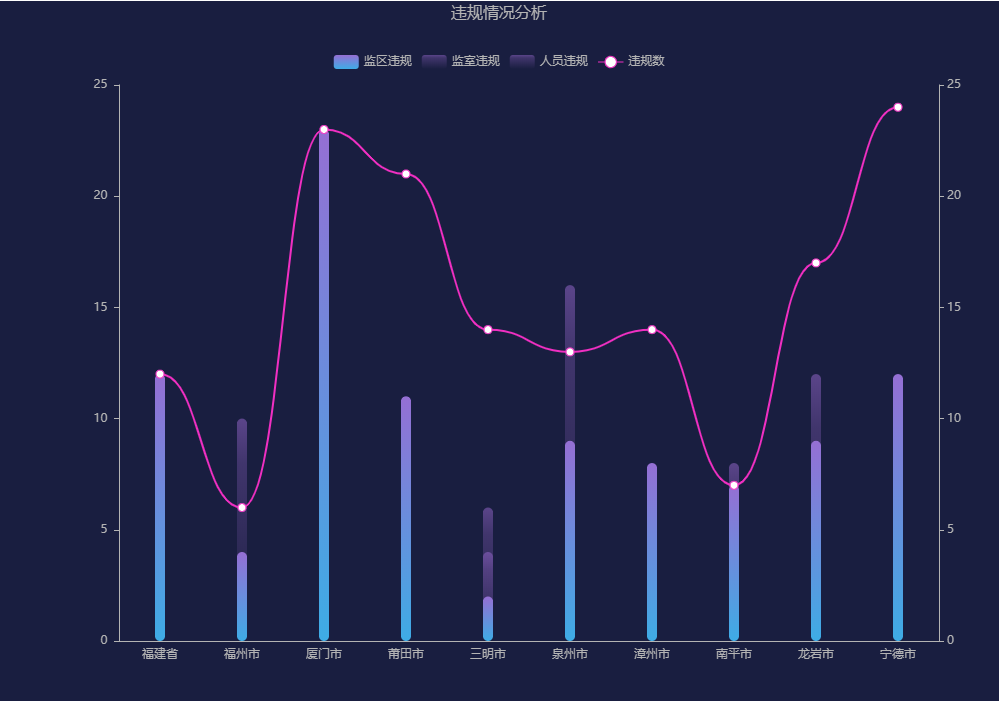 违规情况分析
监区违规 监室违规 人员违规 违规数
25 25
20 20
15 15
10 10
5 5
0 0
福建省 福州市 厦门市 莆田市 三明市 泉州市 漳州市 南平市 龙岩市 宁德市